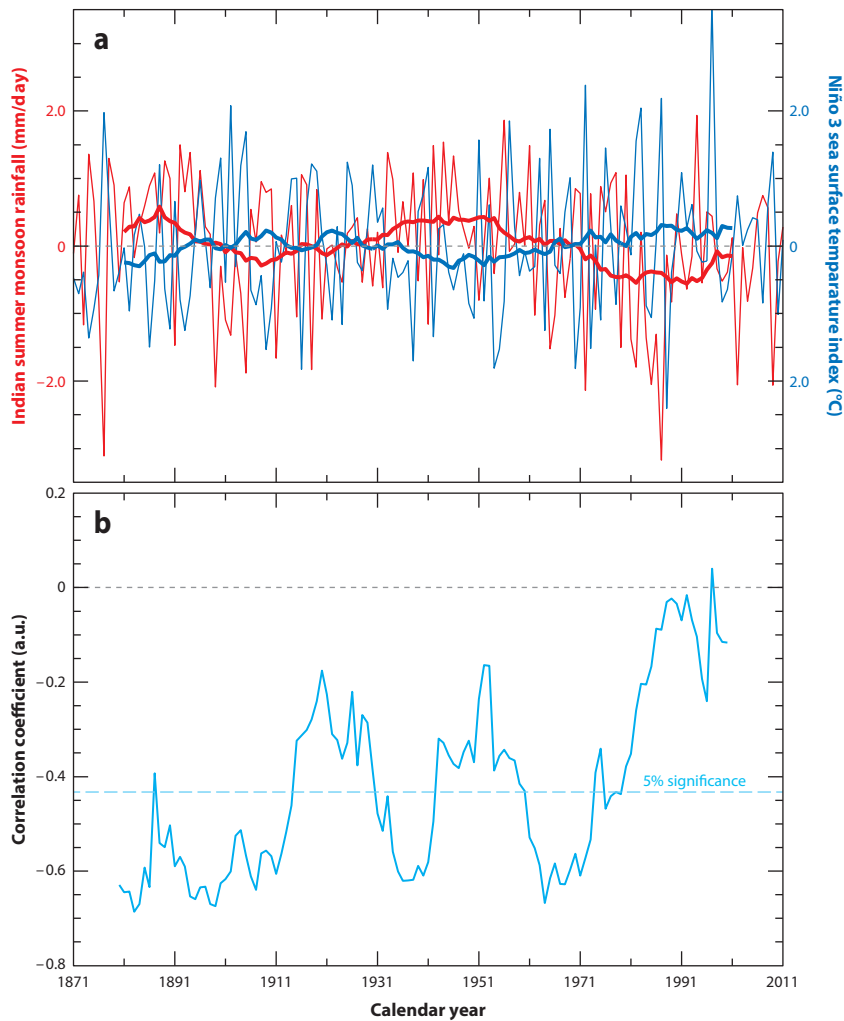 a
Indian summer monsoon rainfall (mm/day)
2.0
0
−2.0
2.0
0
2.0
Niño 3 sea surface temparature index (°C)
b
Correlation coefficient (a.u.)
0.2
0
−0.2
−0.4
−0.6
−0.8
5% significance
1871 1891 1911 1931 1951 1971 1991 2011
Calendar year